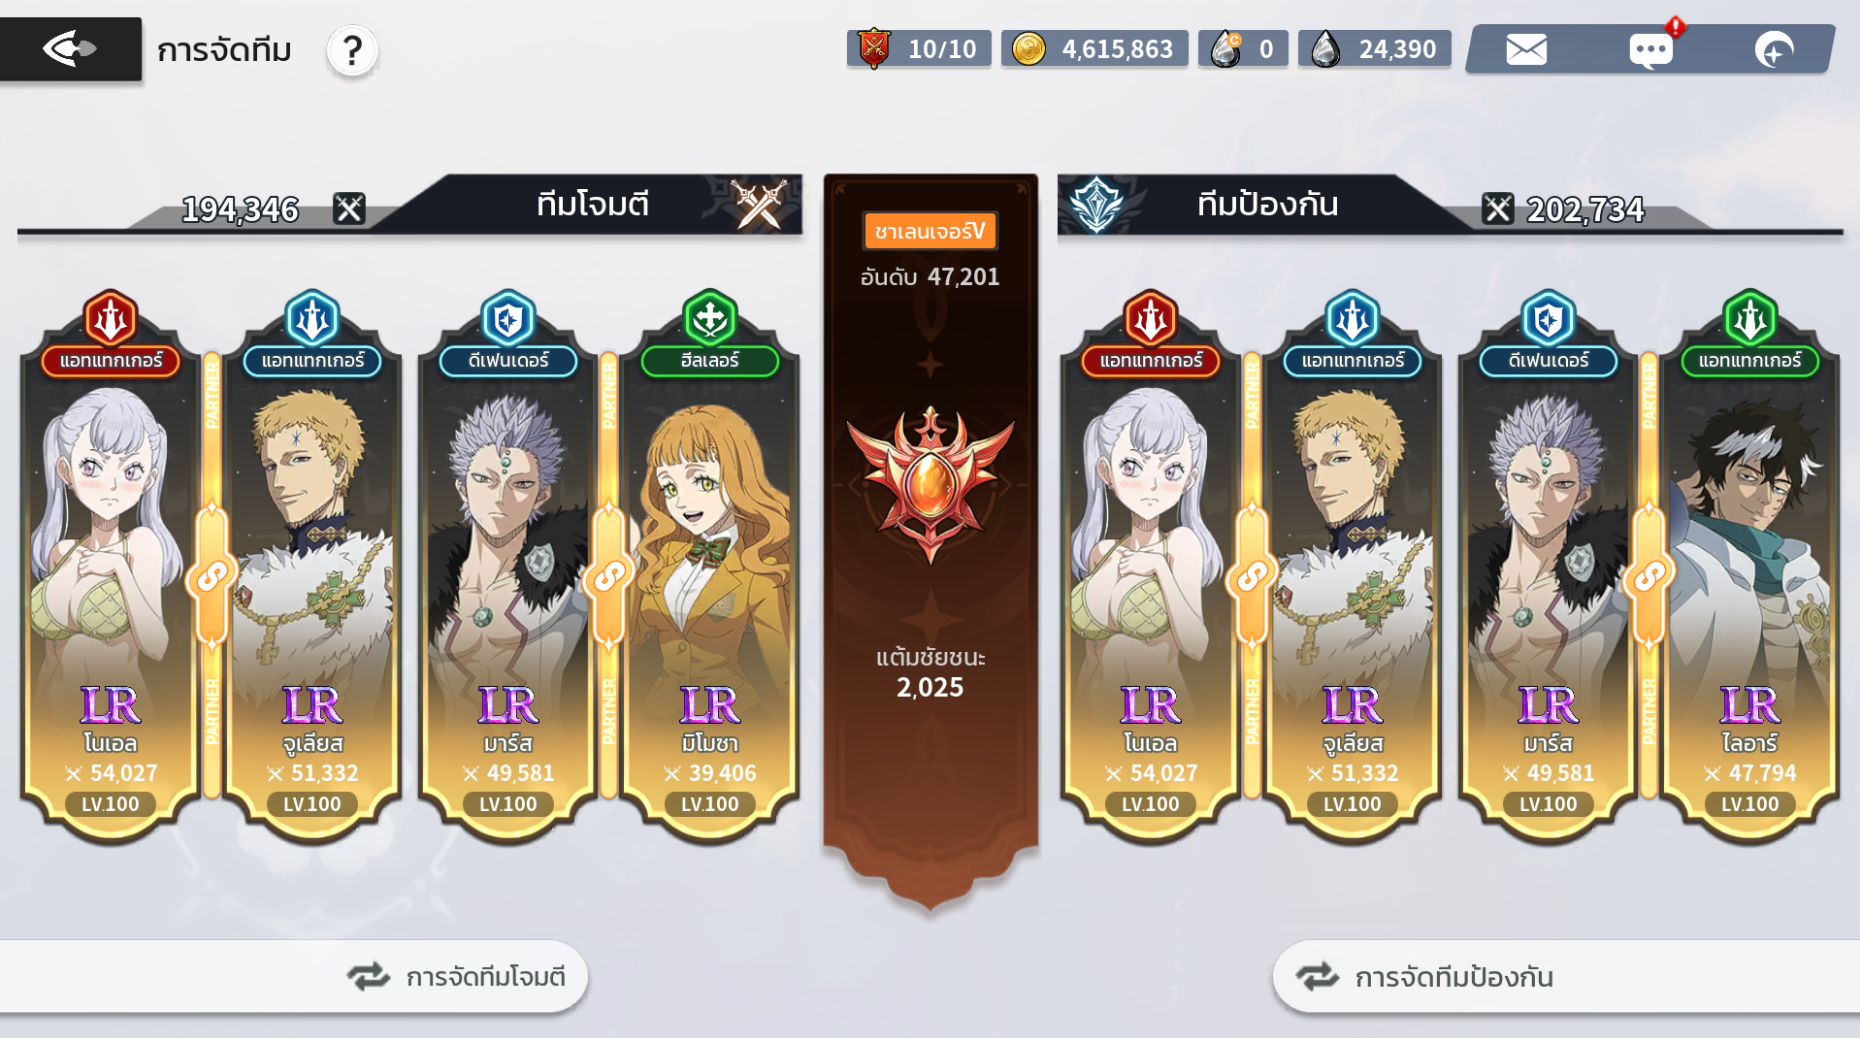 การจัดทีม
?
10/10
4,615,863
0
24,390
194,346
ทีมโจมตี
ชาเลนเจอร์V
อันดับ 47,201
แต้มชัยชนะ
2,025
ทีมป้องกัน
202,734
แอทแทกเกอร์
แอทแทกเกอร์
ดีเฟนเดอร์
ฮีลเลอร์
PARTNER
PARTNER
PARTNER
PARTNER
LR
โนเอล
54,027
LV.100
LR
จูเลียส
51,332
LV.100
LR
มาร์ส
49,581
LV.100
LR
มิโมซา
39,406
LV.100
แอทแทกเกอร์
แอทแทกเกอร์
ดีเฟนเดอร์
แอทแทกเกอร์
PARTNER
PARTNER
PARTNER
PARTNER
LR
โนเอล
54,027
LV.100
LR
จูเลียส
51,332
LV.100
LR
มาร์ส
49,581
LV.100
LR
ไลอาร์
47,794
LV.100
การจัดทีมโจมตี
การจัดทีมป้องกัน